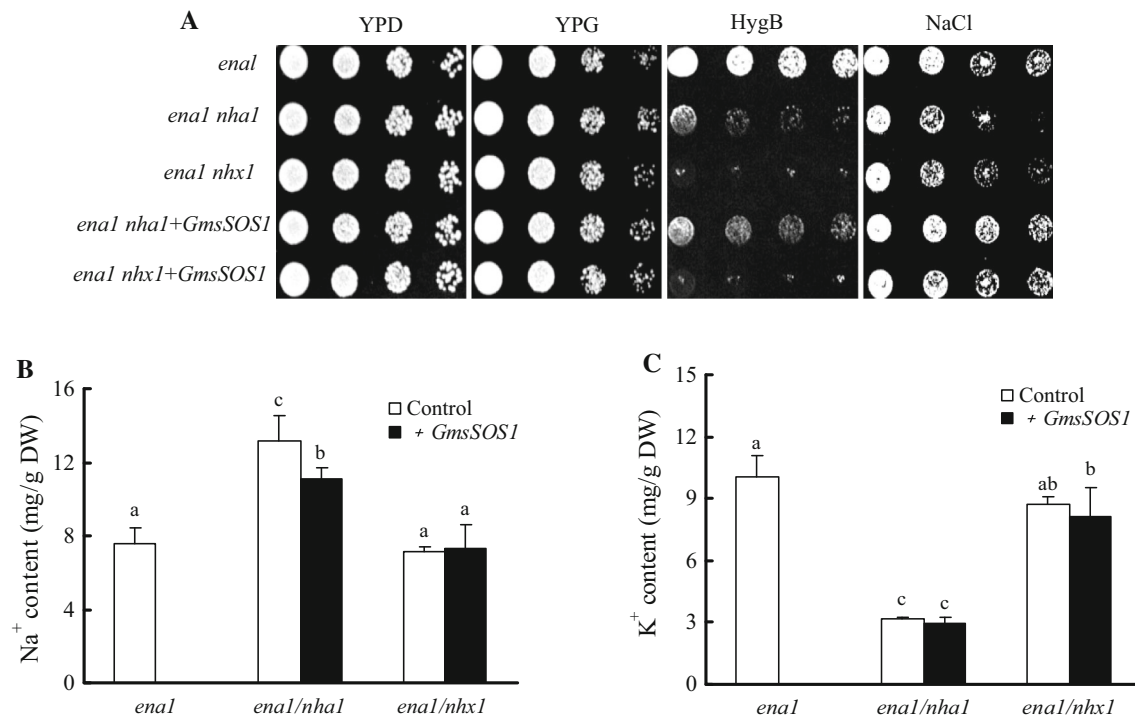 A
YPD YPG HygB NaCl
enal
ena1 nha1
ena1 nhx1
ena1 nha1+GmsSOS1
ena1 nhx1+GmsSOS1
B
Na+ content (mg/g DW)
16
12
8
4
0
Control
+ GmsSOS1
a
c
b
a
a
ena1 ena1/nha1 ena1/nhx1
C
K+ content (mg/g DW)
15
12
9
6
3
0
Control
+ GmsSOS1
a
c
c
ab
b
ena1 ena1/nha1 ena1/nhx1